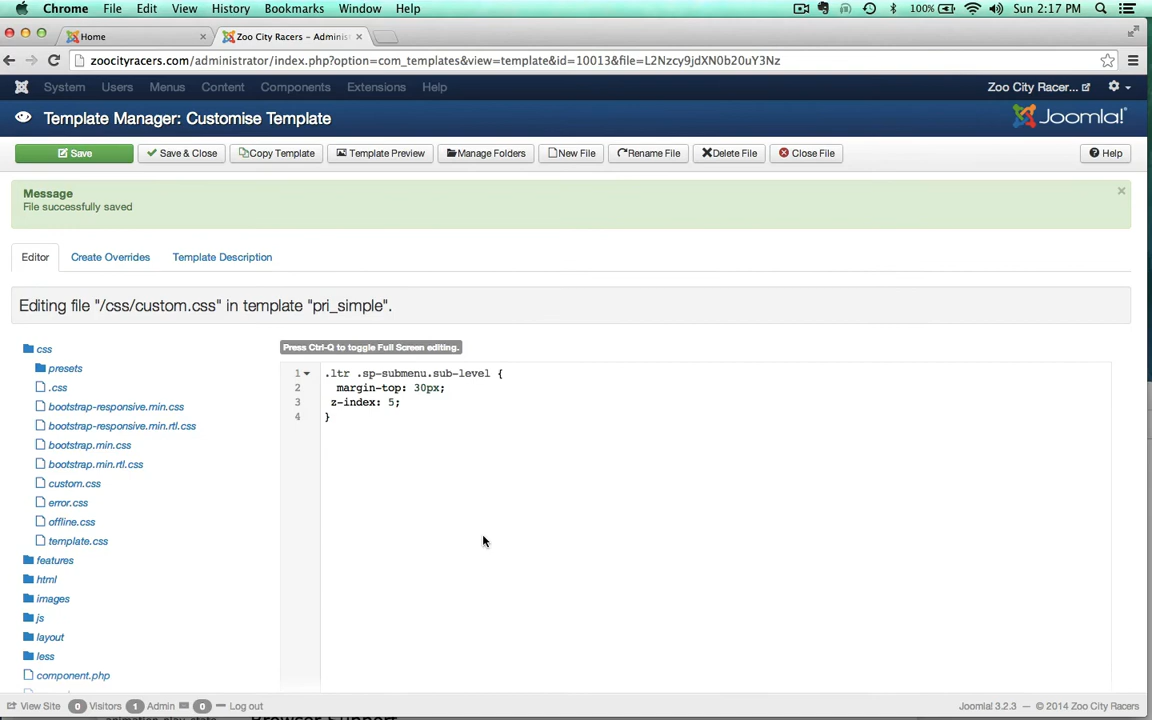 Chrome File Edit View History Bookmarks Window Help 100% Sun 2:17 PM
Home Zoo City Racers – Adminis
zoocityracers.com/administrator/index.php?option=com_templates&view=template&id=10013&file=L2Nzcy9jdXN0b20uY3Nz
System Users Menus Content Components Extensions Help Zoo City Racer...
Template Manager: Customise Template Joomla!
Save Save & Close Copy Template Template Preview Manage Folders New File Rename File Delete File Close File Help
Message
File successfully saved
Editor Create Overrides Template Description
Editing file "/css/custom.css" in template "pri_simple".
css
presets
.css
bootstrap-responsive.min.css
bootstrap-responsive.min.rtl.css
bootstrap.min.css
bootstrap.min.rtl.css
custom.css
error.css
offline.css
template.css
features
html
images
js
layout
less
component.php
Press Ctrl-Q to toggle Full Screen editing.
1 .ltr .sp-submenu.sub-level {
2 margin-top: 30px;
3 z-index: 5;
4 }
View Site 0 Visitors 1 Admin 0 Log out Joomla! 3.2.3 — © 2014 Zoo City Racers